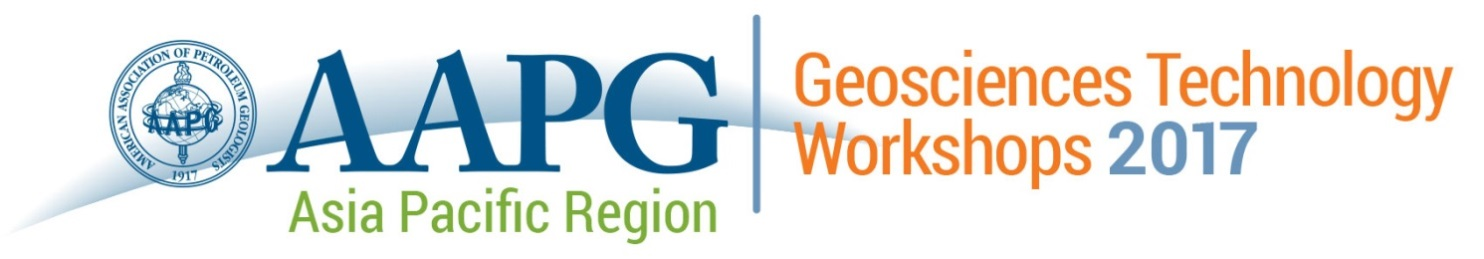 AMERICAN ASSOCIATION OF PETROLEUM GEOLOGISTS
AAPG
1917
AAPG
Asia Pacific Region
Geosciences Technology
Workshops 2017